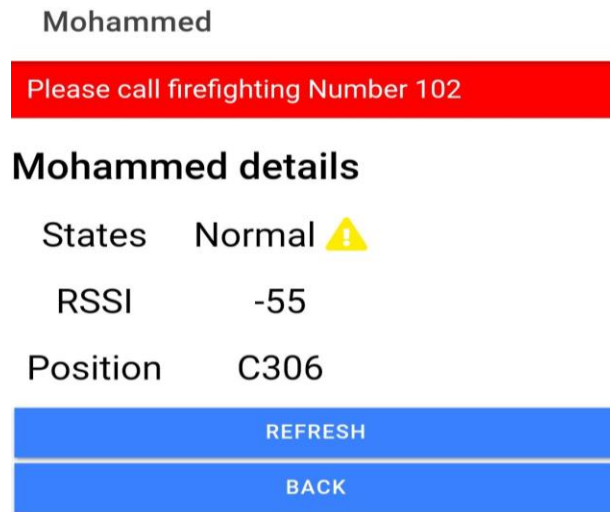 Mohammed
Please call firefighting Number 102
Mohammed details
States Normal
RSSI -55
Position C306
REFRESH
BACK